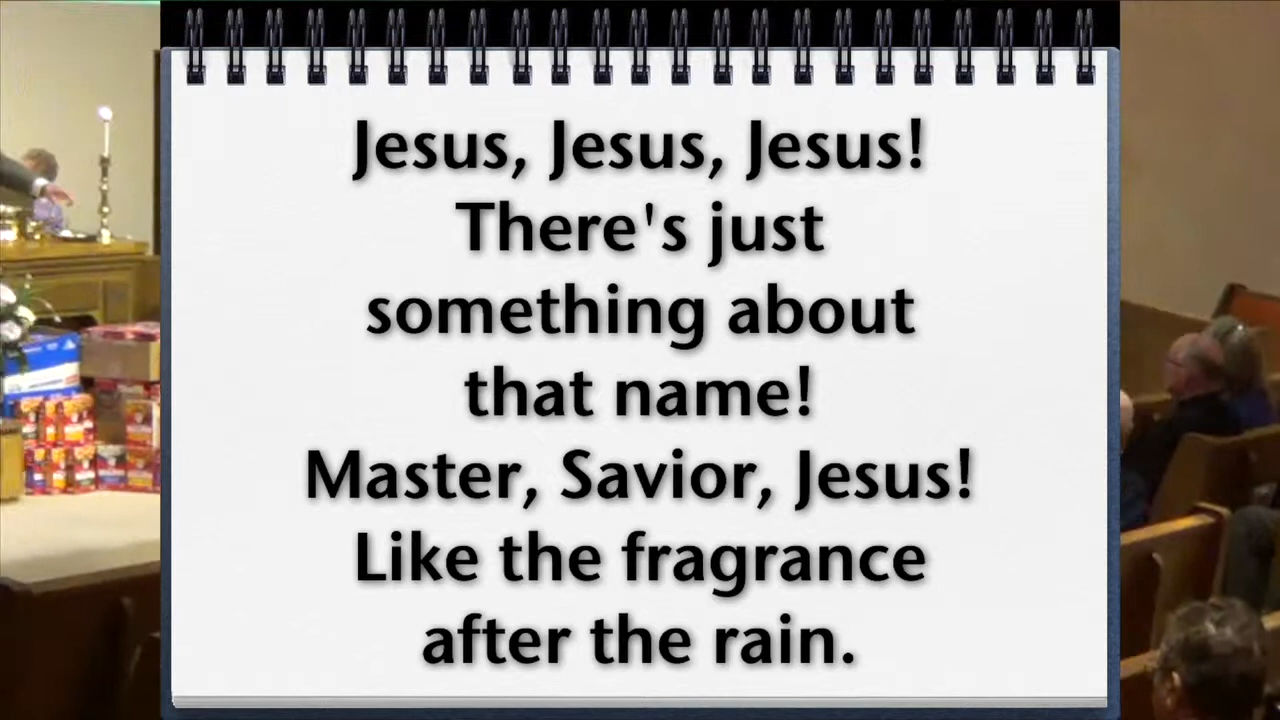 Jesus, Jesus, Jesus!
There's just
something about
that name!
Master, Savior, Jesus!
Like the fragrance
after the rain.